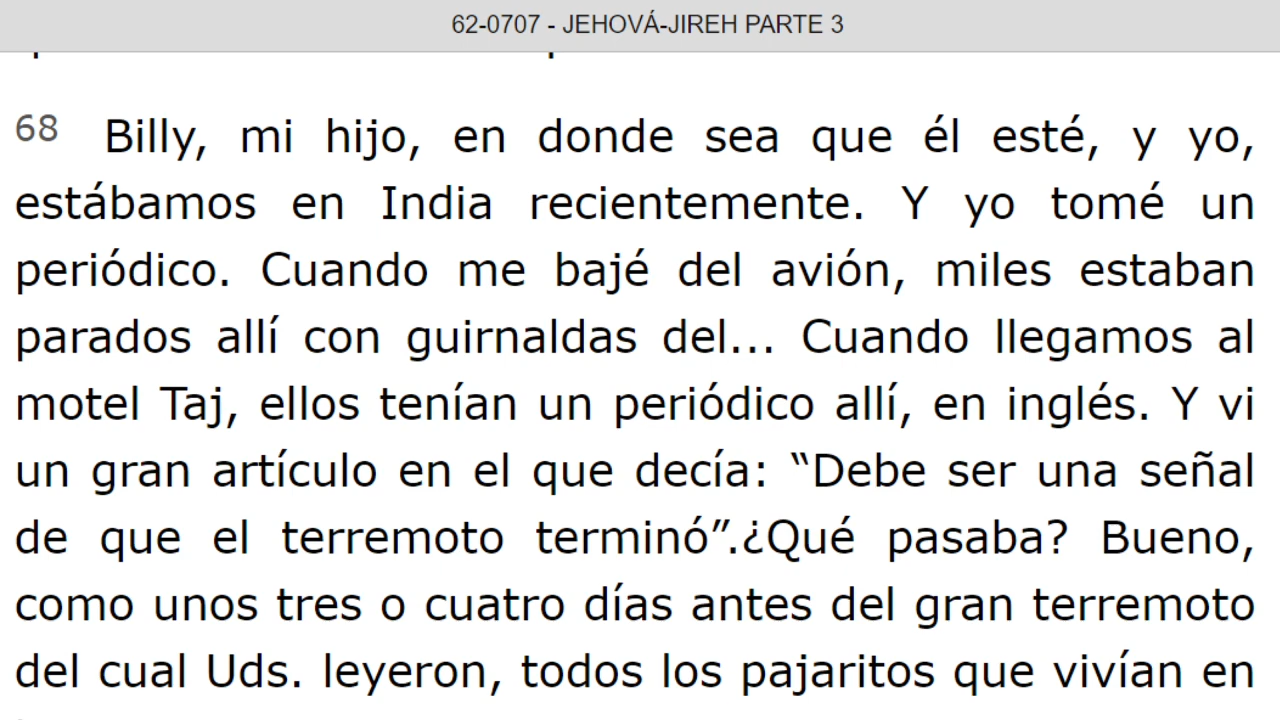 62-0707 - JEHOVÁ-JIREH PARTE 3
68 Billy, mi hijo, en donde sea que él esté, y yo,
estábamos en India recientemente. Y yo tomé un
periódico. Cuando me bajé del avión, miles estaban
parados allí con guirnaldas del... Cuando llegamos al
motel Taj, ellos tenían un periódico allí, en inglés. Y vi
un gran artículo en el que decía: “Debe ser una señal
de que el terremoto terminó”.¿Qué pasaba? Bueno,
como unos tres o cuatro días antes del gran terremoto
del cual Uds. leyeron, todos los pajaritos que vivían en